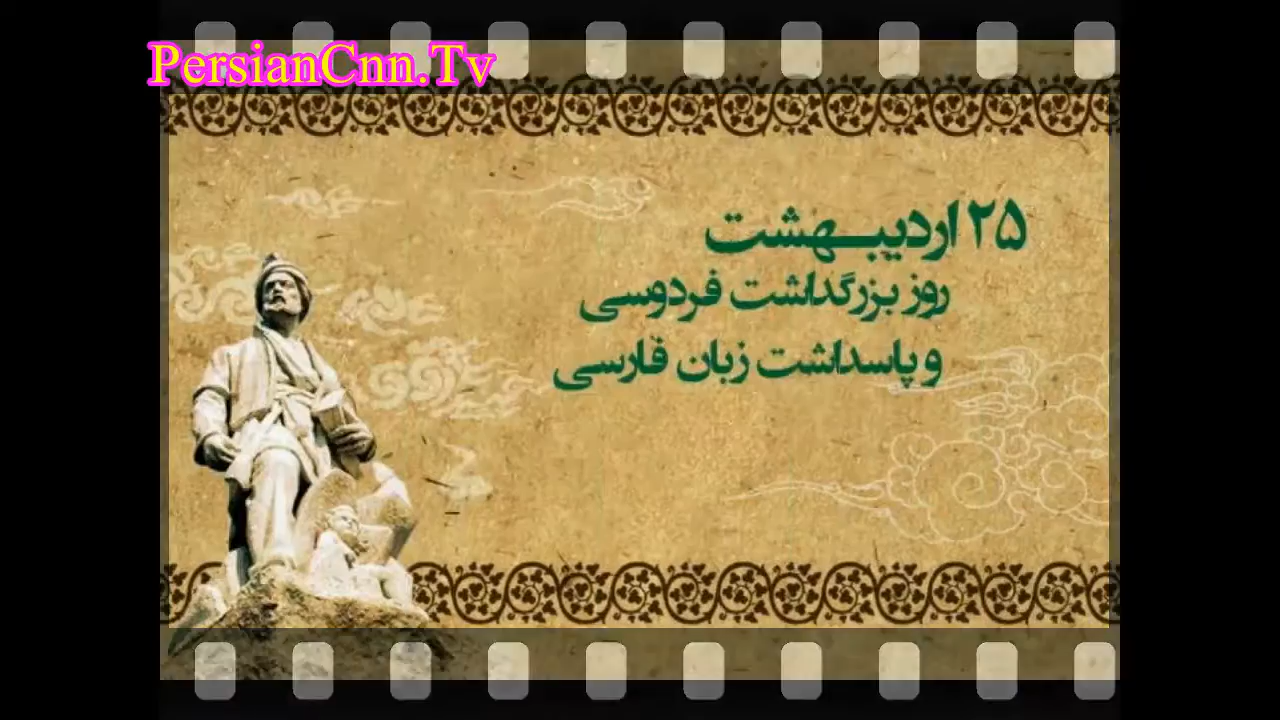 PersianCnn.Tv
۲۵ اردیبهشت
روز بزرگداشت فردوسی
و پاسداشت زبان فارسی